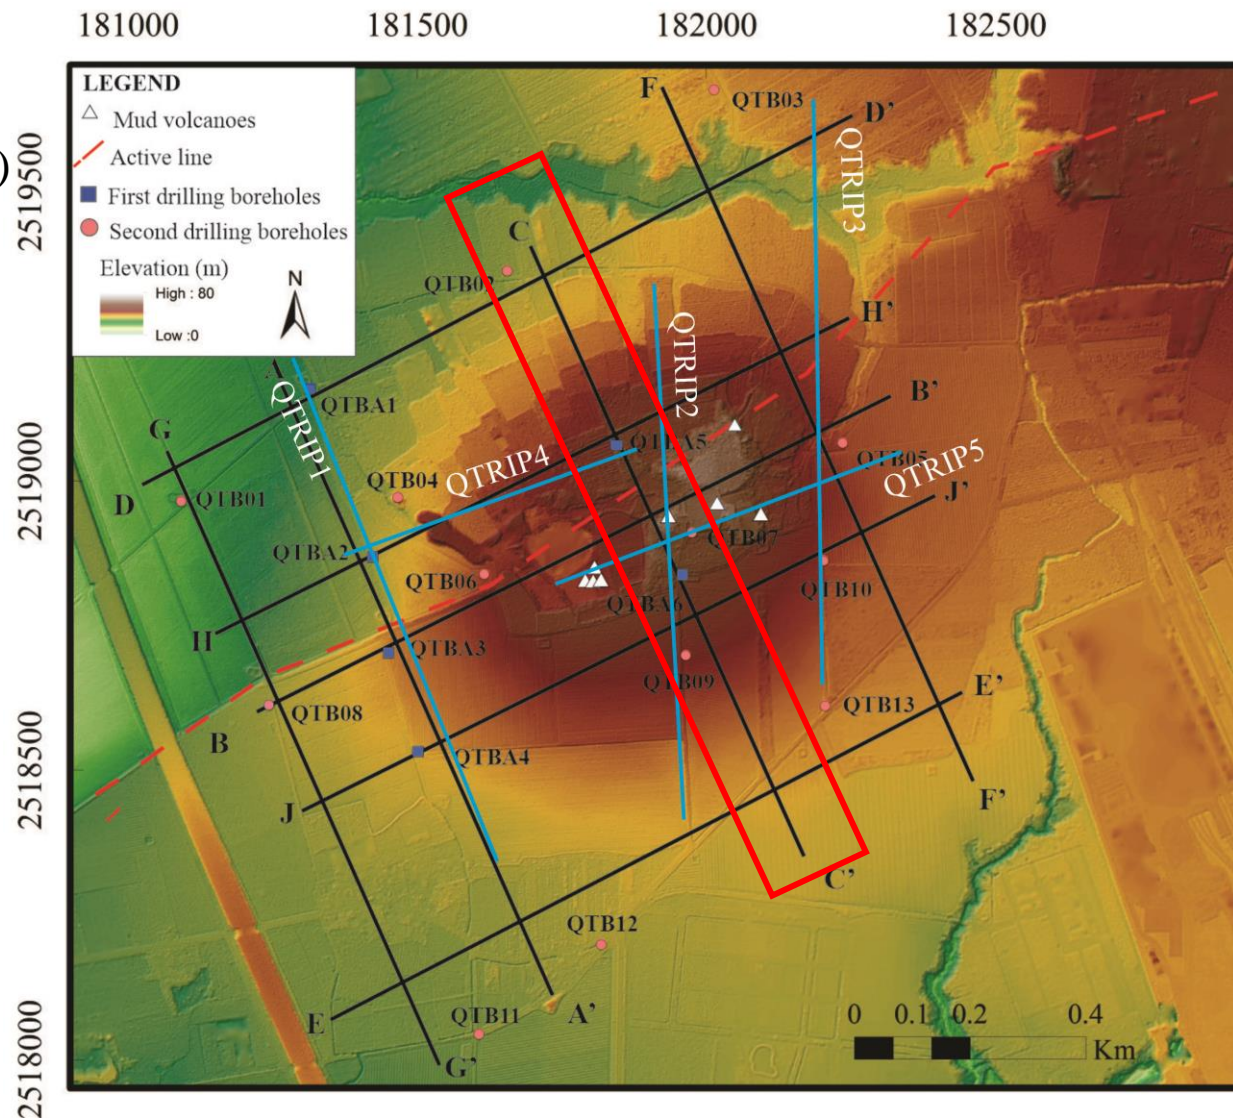 181000
181500
182000
182500
2519500
2519000
2518500
2518000
)
LEGEND
Mud volcanoes
Active line
First drilling boreholes
Second drilling boreholes
Elevation (m)
High : 80
Low :0
N
F
QTB03
D’
QTRIP3
C
QTB02
H’
A
QTRIP2
QTBA1
B’
QTRIP1
G
QTBA5
QTRIP4
QTB05
QTRIP5
D
QTB01
QTB04
J’
QTB07
QTBA2
QTB06
QTB10
QTBA6
H
QTBA3
QTB09
E’
QTB08
QTB13
B
QTBA4
J
F’
C’
QTB12
E
QTB11
A’
G’
0
0.1
0.2
0.4
Km